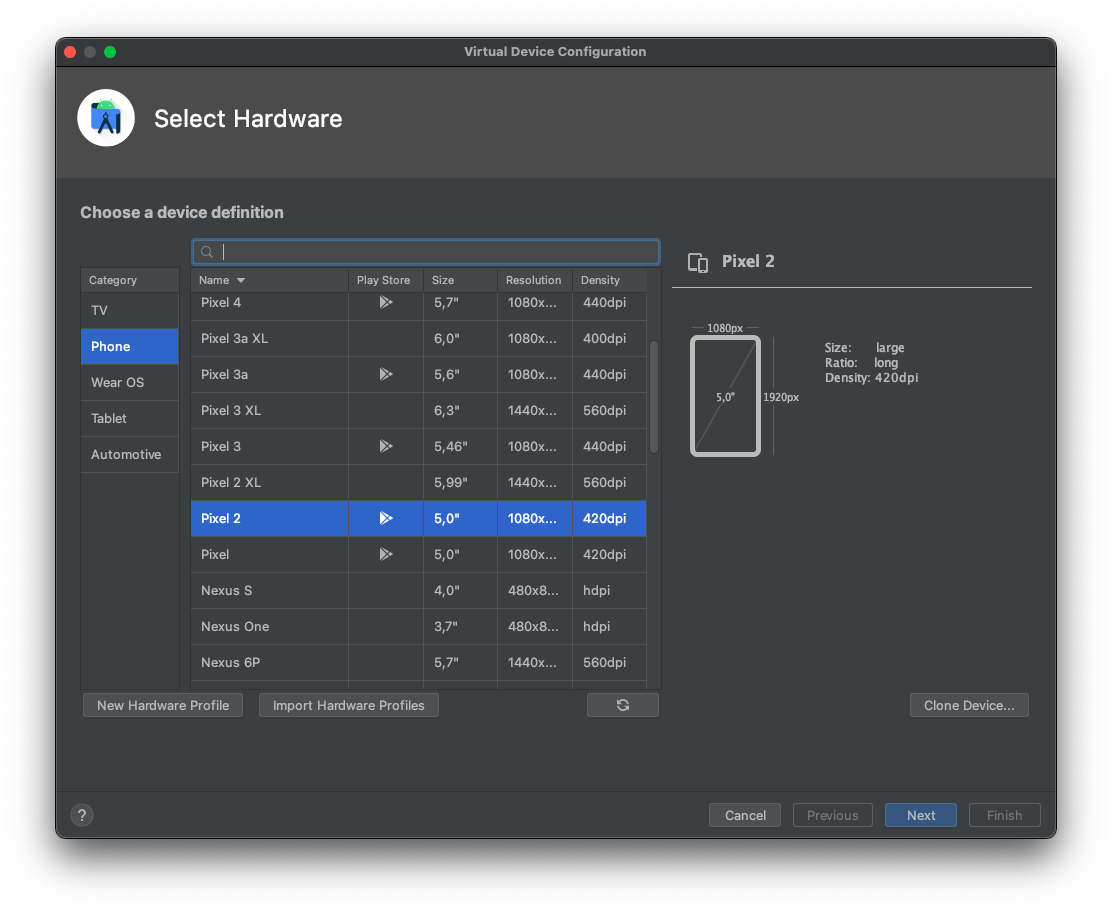 Virtual Device Configuration
Select Hardware
Choose a device definition
Category
TV
Phone
Wear OS
Tablet
Automotive
Name Play Store Size Resolution Density
Pixel 4 5,7" 1080x... 440dpi
Pixel 3a XL 6,0" 1080x... 400dpi
Pixel 3a 5,6" 1080x... 440dpi
Pixel 3 XL 6,3" 1440x... 560dpi
Pixel 3 5,46" 1080x... 440dpi
Pixel 2 XL 5,99" 1440x... 560dpi
Pixel 2 5,0" 1080x... 420dpi
Pixel 5,0" 1080x... 420dpi
Nexus S 4,0" 480x8... hdpi
Nexus One 3,7" 480x8... hdpi
Nexus 6P 5,7" 1440x... 560dpi
Pixel 2
1080px
5,0"
1920px
Size: large
Ratio: long
Density: 420dpi
New Hardware Profile Import Hardware Profiles Clone Device...
? Cancel Previous Next Finish